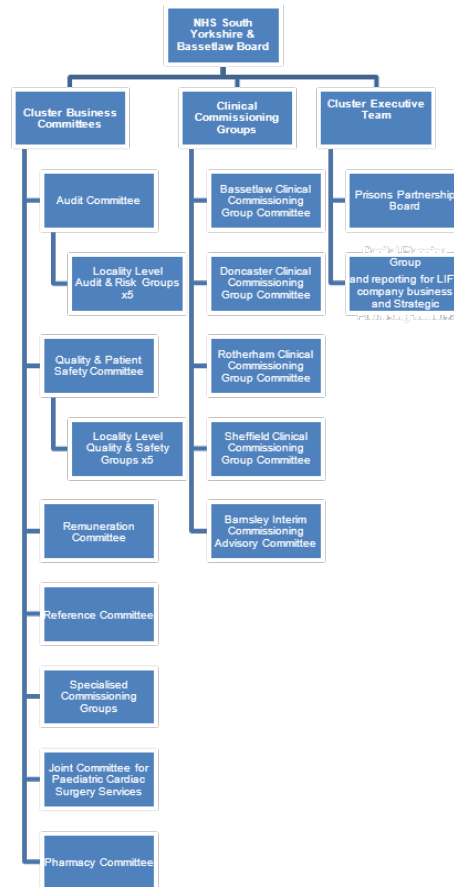 NHS South
Yorkshire &
Bassetlaw Board
Cluster Business
Committees
Audit Committee
Locality Level
Audit & Risk Groups
x5
Quality & Patient
Safety Committee
Locality Level
Quality & Safety
Groups x5
Remuneration
Committee
Reference Committee
Specialised
Commissioning
Groups
Joint Committee for
Paediatric Cardiac
Surgery Services
Pharmacy Committee
Clinical
Commissioning
Groups
Bassetlaw Clinical
Commissioning
Group Committee
Doncaster Clinical
Commissioning
Group Committee
Rotherham Clinical
Commissioning
Group Committee
Sheffield Clinical
Commissioning
Group Committee
Barnsley Interim
Commissioning
Advisory Committee
Cluster Executive
Team
Prisons Partnership
Board
Group
and reporting for LIFT
company business
and Strategic